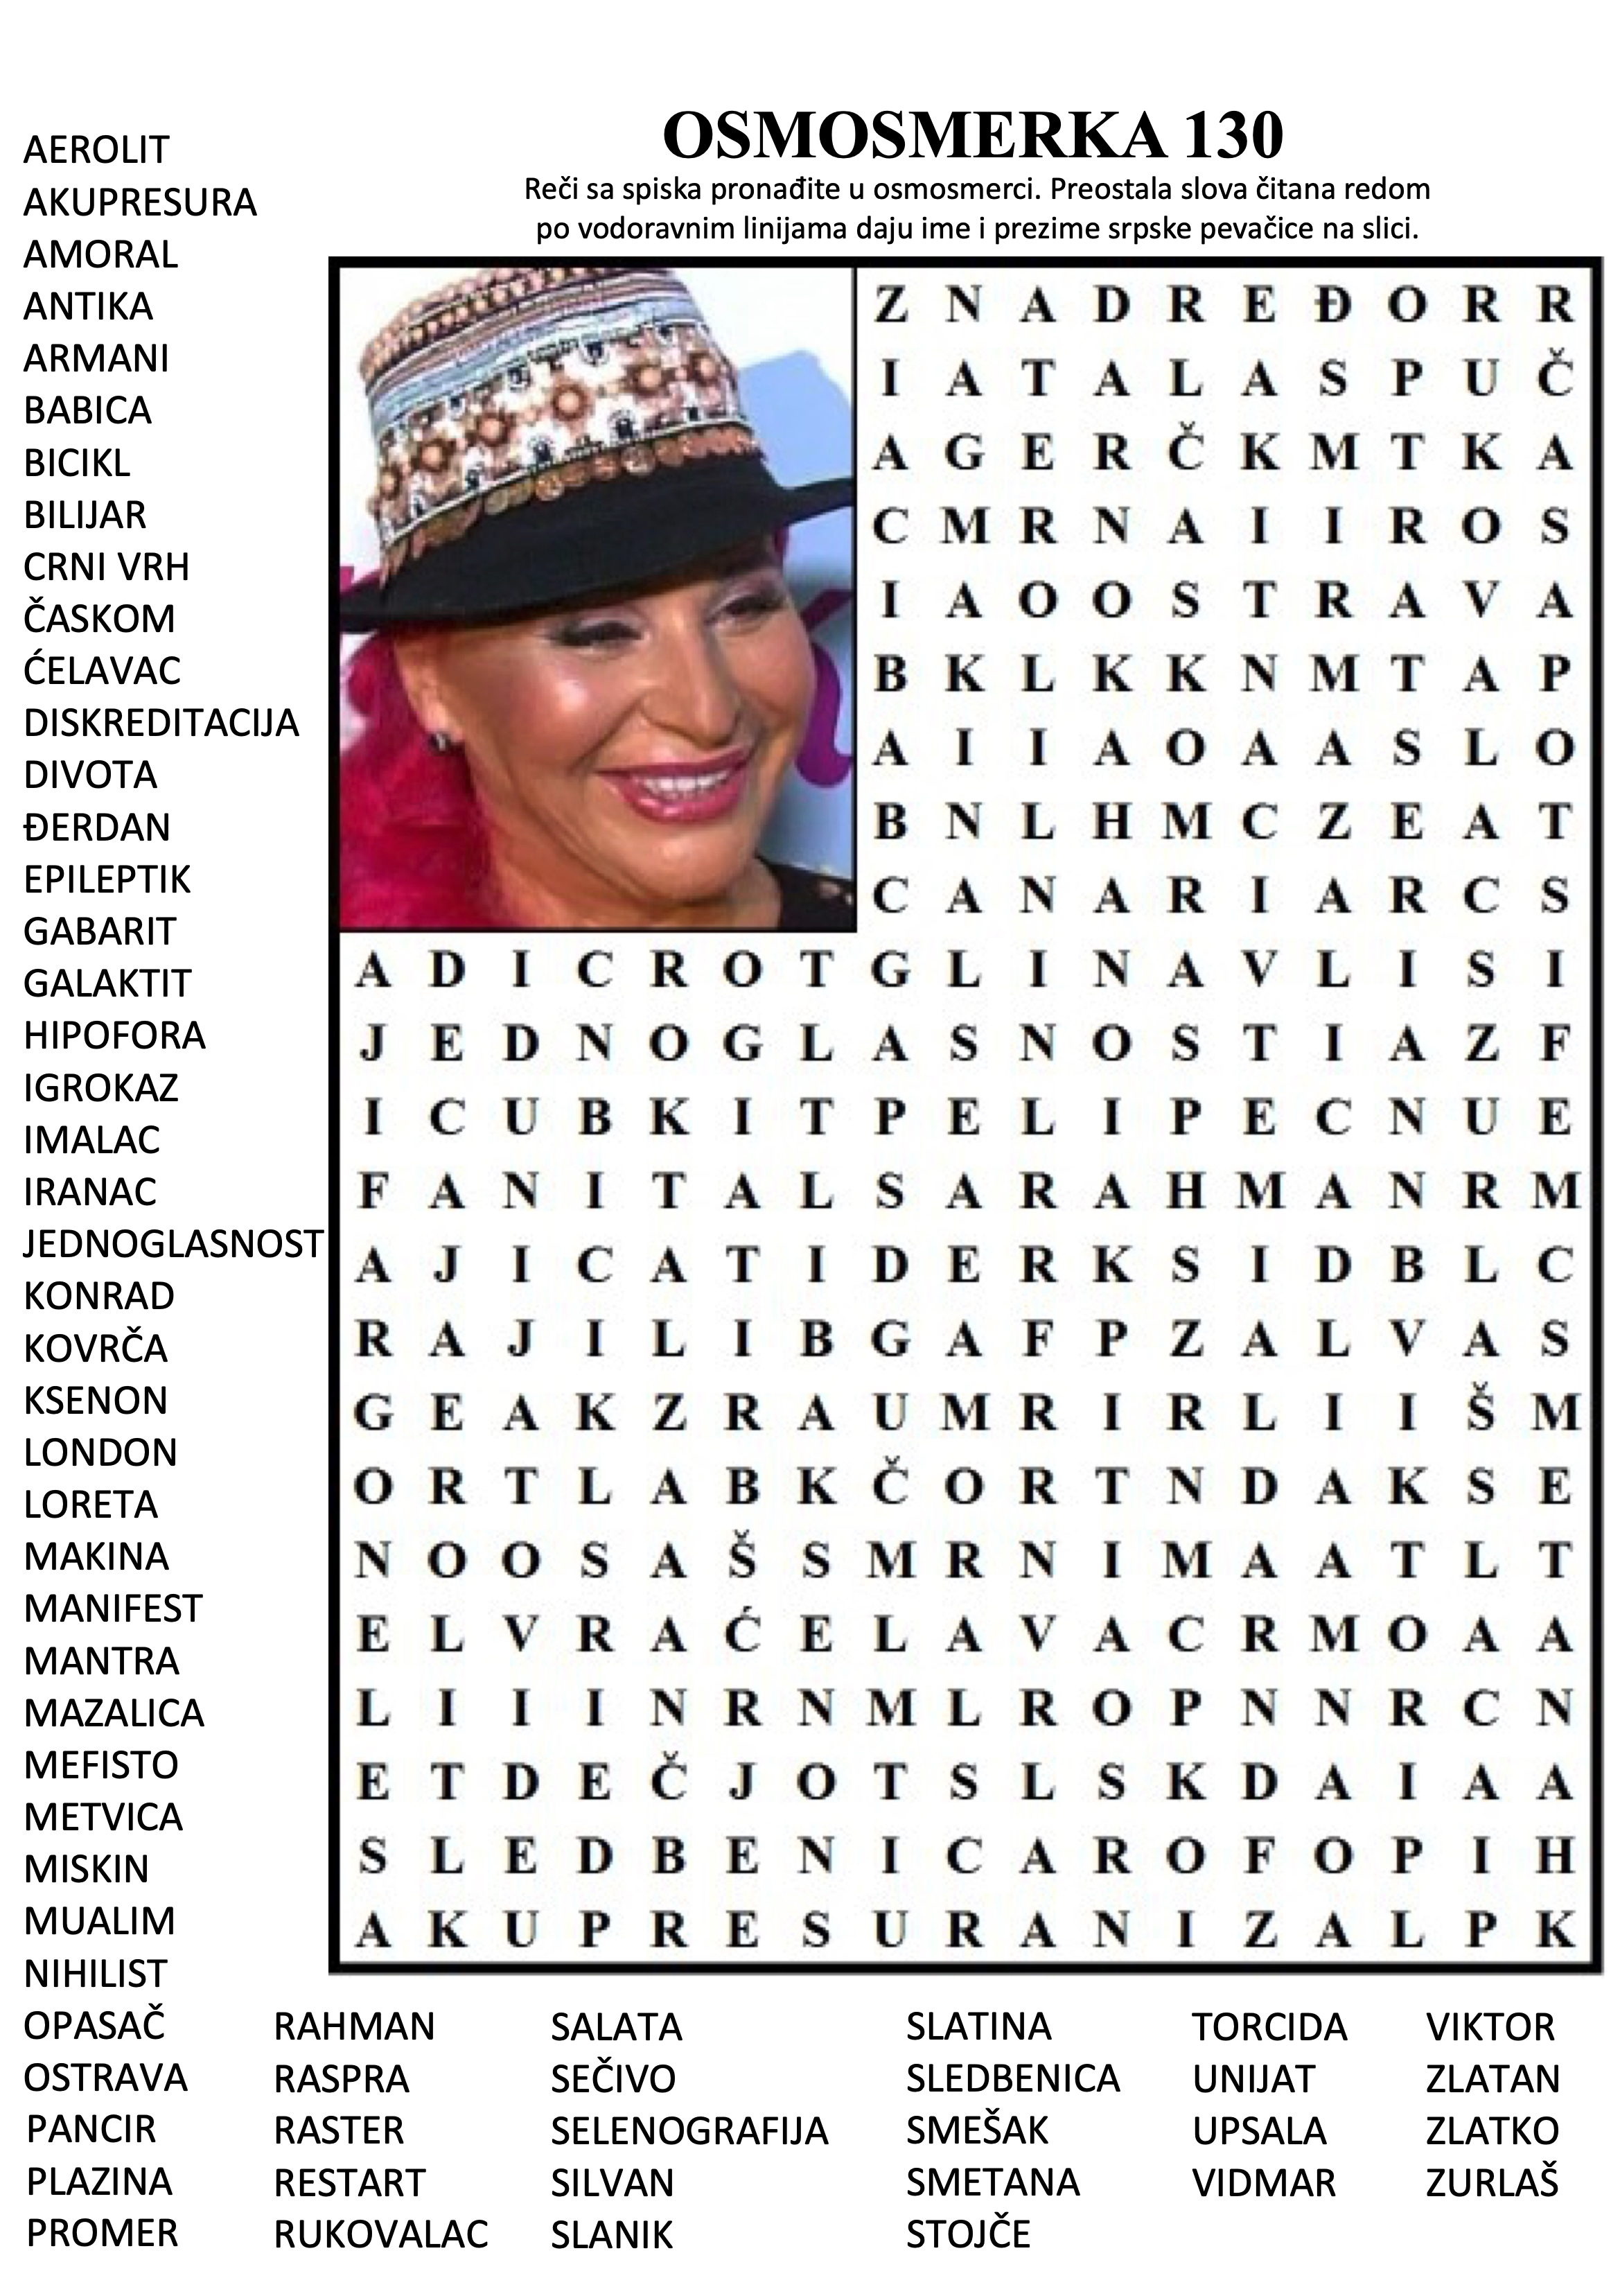 OSMOSMERKA 130
Reči sa spiska pronađite u osmosmerci. Preostala slova čitana redom
po vodoravnim linijama daju ime i prezime srpske pevačice na slici.
AEROLIT
AKUPRESURA
AMORAL
ANTIKA
ARMANI
BABICA
BICIKL
BILIJAR
CRNI VRH
ČASKOM
ĆELAVAC
DISKREDITACIJA
DIVOTA
ĐERDAN
EPILEPTIK
GABARIT
GALAKTIT
HIPOFORA
IGROKAZ
IMALAC
IRANAC
JEDNOGLASNOST
KONRAD
KOVRČA
KSENON
LONDON
LORETA
MAKINA
MANIFEST
MANTRA
MAZALICA
MEFISTO
METVICA
MISKIN
MUALIM
NIHILIST
OPASAČ
OSTRAVA
PANCIR
PLAZINA
PROMER
Z N A D R E Đ O R R
I A T A L A S P U Č
A G E R Č K M T K A
C M R N A I I R O S
I A O O S T R A V A
B K L K K N M T A P
A I I A O A A S L O
B N L H M C Z E A T
C A N A R I A R C S
A D I C R O T G L I N A V L I S I
J E D N O G L A S N O S T I A Z F
I C U B K I T P E L I P E C N U E
F A N I T A L S A R A H M A N R M
A J I C A T I D E R K S I D B L C
R A J I L I B G A F P Z A L V A S
G E A K Z R A U M R I R L I I Š M
O R T L A B K Č O R T N D A K S E
N O O S A Š S M R N I M A A T L T
E L V R A Ć E L A V A C R M O A A
L I I I N R N M L R O P N N R C N
E T D E Č J O T S L S K D A I A A
S L E D B E N I C A R O F O P I H
A K U P R E S U R A N I Z A L P K
RAHMAN
RASPRA
RASTER
RESTART
RUKOVALAC
SALATA
SEČIVO
SELENOGRAFIJA
SILVAN
SLANIK
SLATINA
SLEDBENICA
SMEŠAK
SMETANA
STOJČE
TORCIDA
UNIJAT
UPSALA
VIDMAR
VIKTOR
ZLATAN
ZLATKO
ZURLAŠ